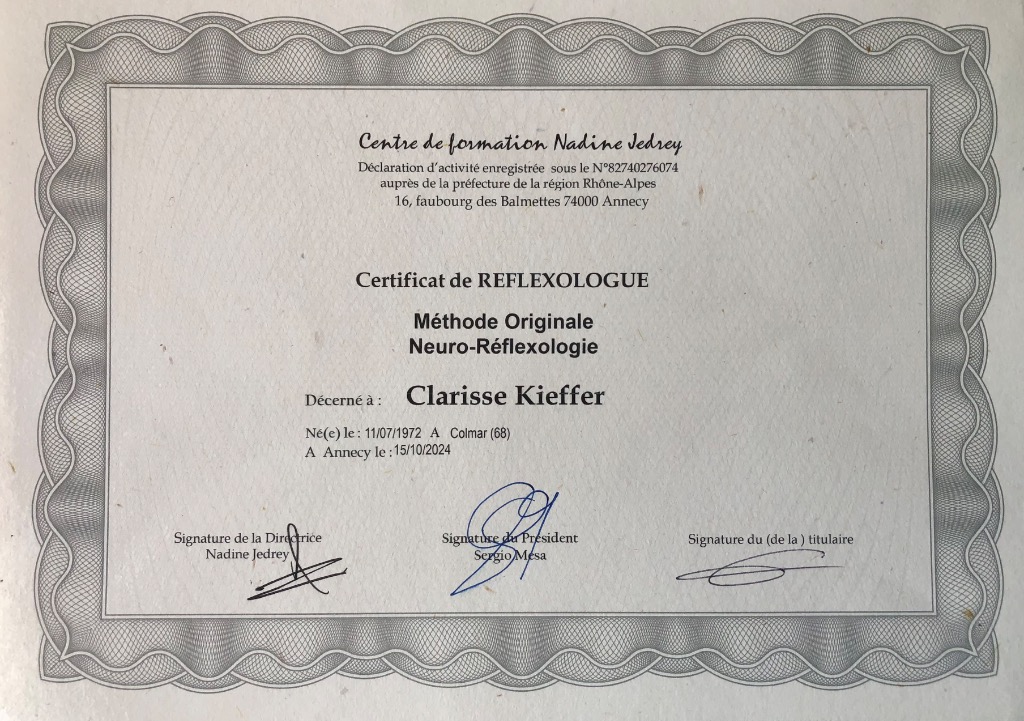 Centre de formation Nadine Jedrey
Déclaration d'activité enregistrée sous le N°82740276074
auprès de la préfecture de la région Rhône-Alpes
16, faubourg des Balmettes 74000 Annecy
Certificat de REFLEXOLOGUE
Méthode Originale
Neuro-Réflexologie
Décerné à : Clarisse Kieffer
Né(e) le : 11/07/1972 A Colmar (68)
A Annecy le : 15/10/2024
Signature de la Directrice
Nadine Jedrey
Signature du Président
Sergio Mesa
Signature du (de la ) titulaire